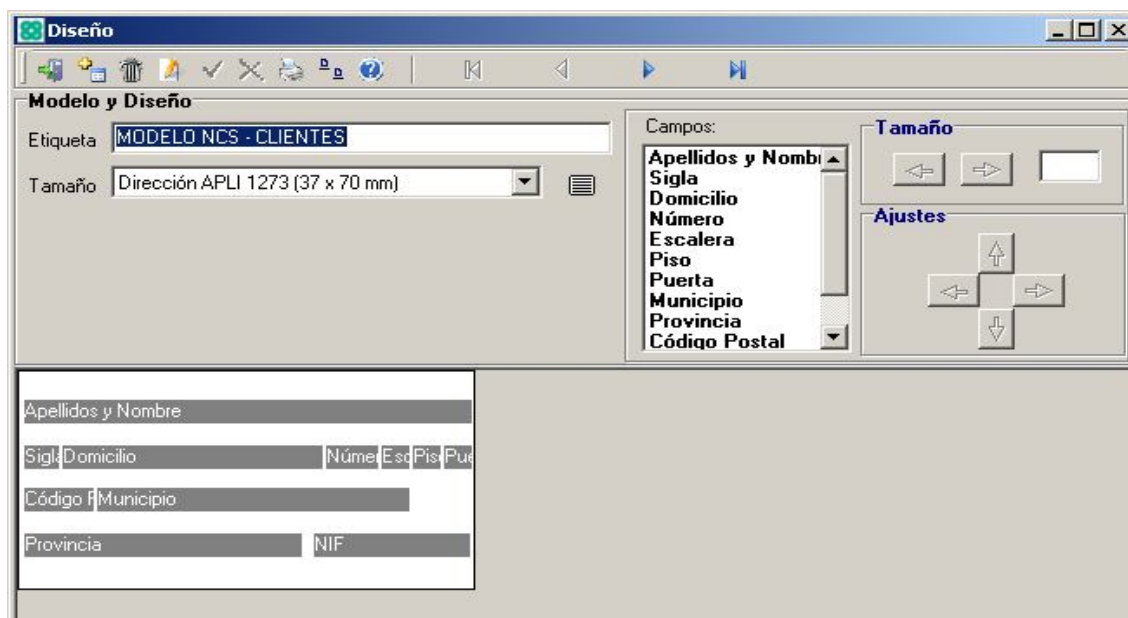 Diseño
Modelo y Diseño
Etiqueta MODELO NCS - CLIENTES
Tamaño Dirección APLI 1273 (37 x 70 mm)
Campos:
Apellidos y Nombr
Sigla
Domicilio
Número
Escalera
Piso
Puerta
Municipio
Provincia
Código Postal
Tamaño
Ajustes
Apellidos y Nombre
Sigla Domicilio Númer Esc Pis Pue
Código P Municipio
Provincia NIF